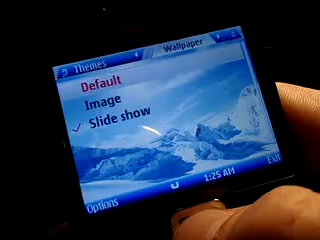 Themes
Wallpaper
Default
Image
Slide show
Options
1:25 AM
Exit